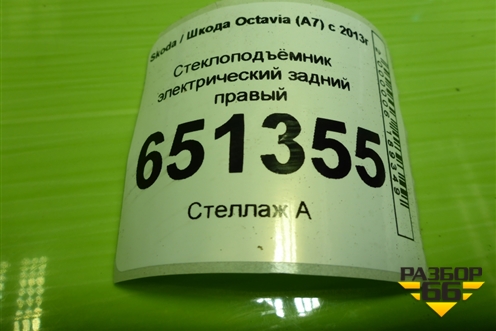 Skoda / Шкода Octavia (A7) с 2013г
Стеклоподъёмник
электрический задний
правый
651355
Стеллаж А
РАЗБОР
66